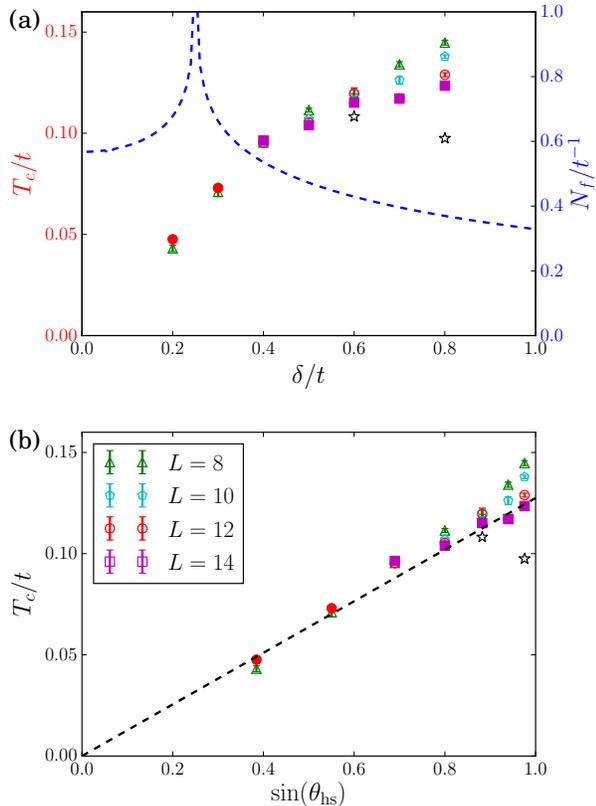 (a)
0.15
0.10
0.05
0.00
T_c/t
1.0
0.8
0.6
0.4
0.2
0.0
N_f/t^{-1}
0.0 0.2 0.4 0.6 0.8 1.0
δ/t
(b)
0.15
0.10
0.05
0.00
T_c/t
L = 8
L = 10
L = 12
L = 14
0.0 0.2 0.4 0.6 0.8 1.0
sin(θ_hs)